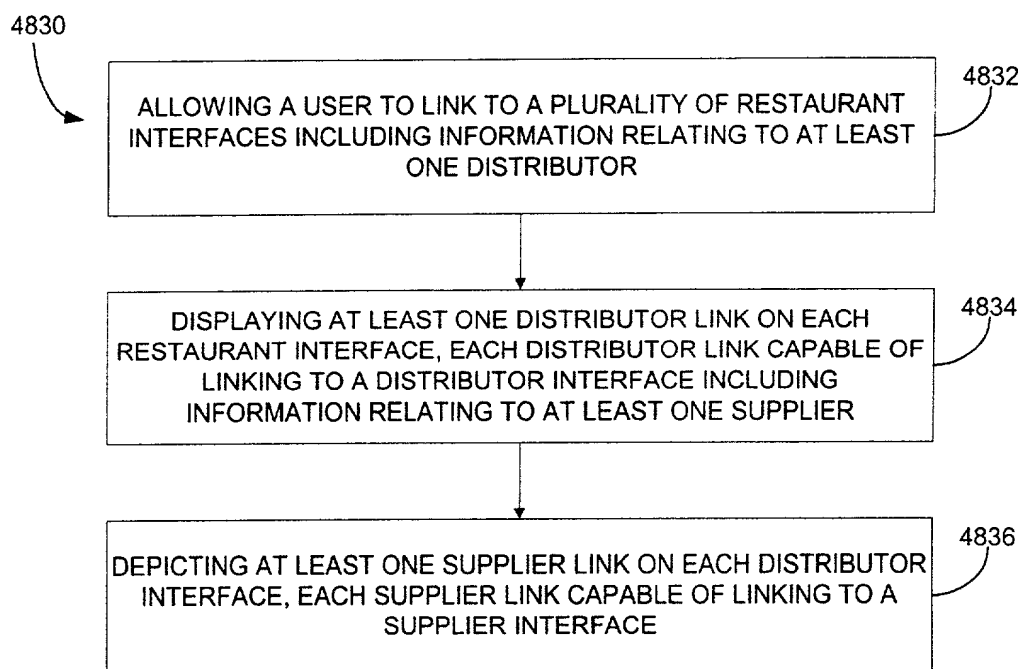 4830
4832
ALLOWING A USER TO LINK TO A PLURALITY OF RESTAURANT
INTERFACES INCLUDING INFORMATION RELATING TO AT LEAST
ONE DISTRIBUTOR
4834
DISPLAYING AT LEAST ONE DISTRIBUTOR LINK ON EACH
RESTAURANT INTERFACE, EACH DISTRIBUTOR LINK CAPABLE OF
LINKING TO A DISTRIBUTOR INTERFACE INCLUDING
INFORMATION RELATING TO AT LEAST ONE SUPPLIER
4836
DEPICTING AT LEAST ONE SUPPLIER LINK ON EACH DISTRIBUTOR
INTERFACE, EACH SUPPLIER LINK CAPABLE OF LINKING TO A
SUPPLIER INTERFACE